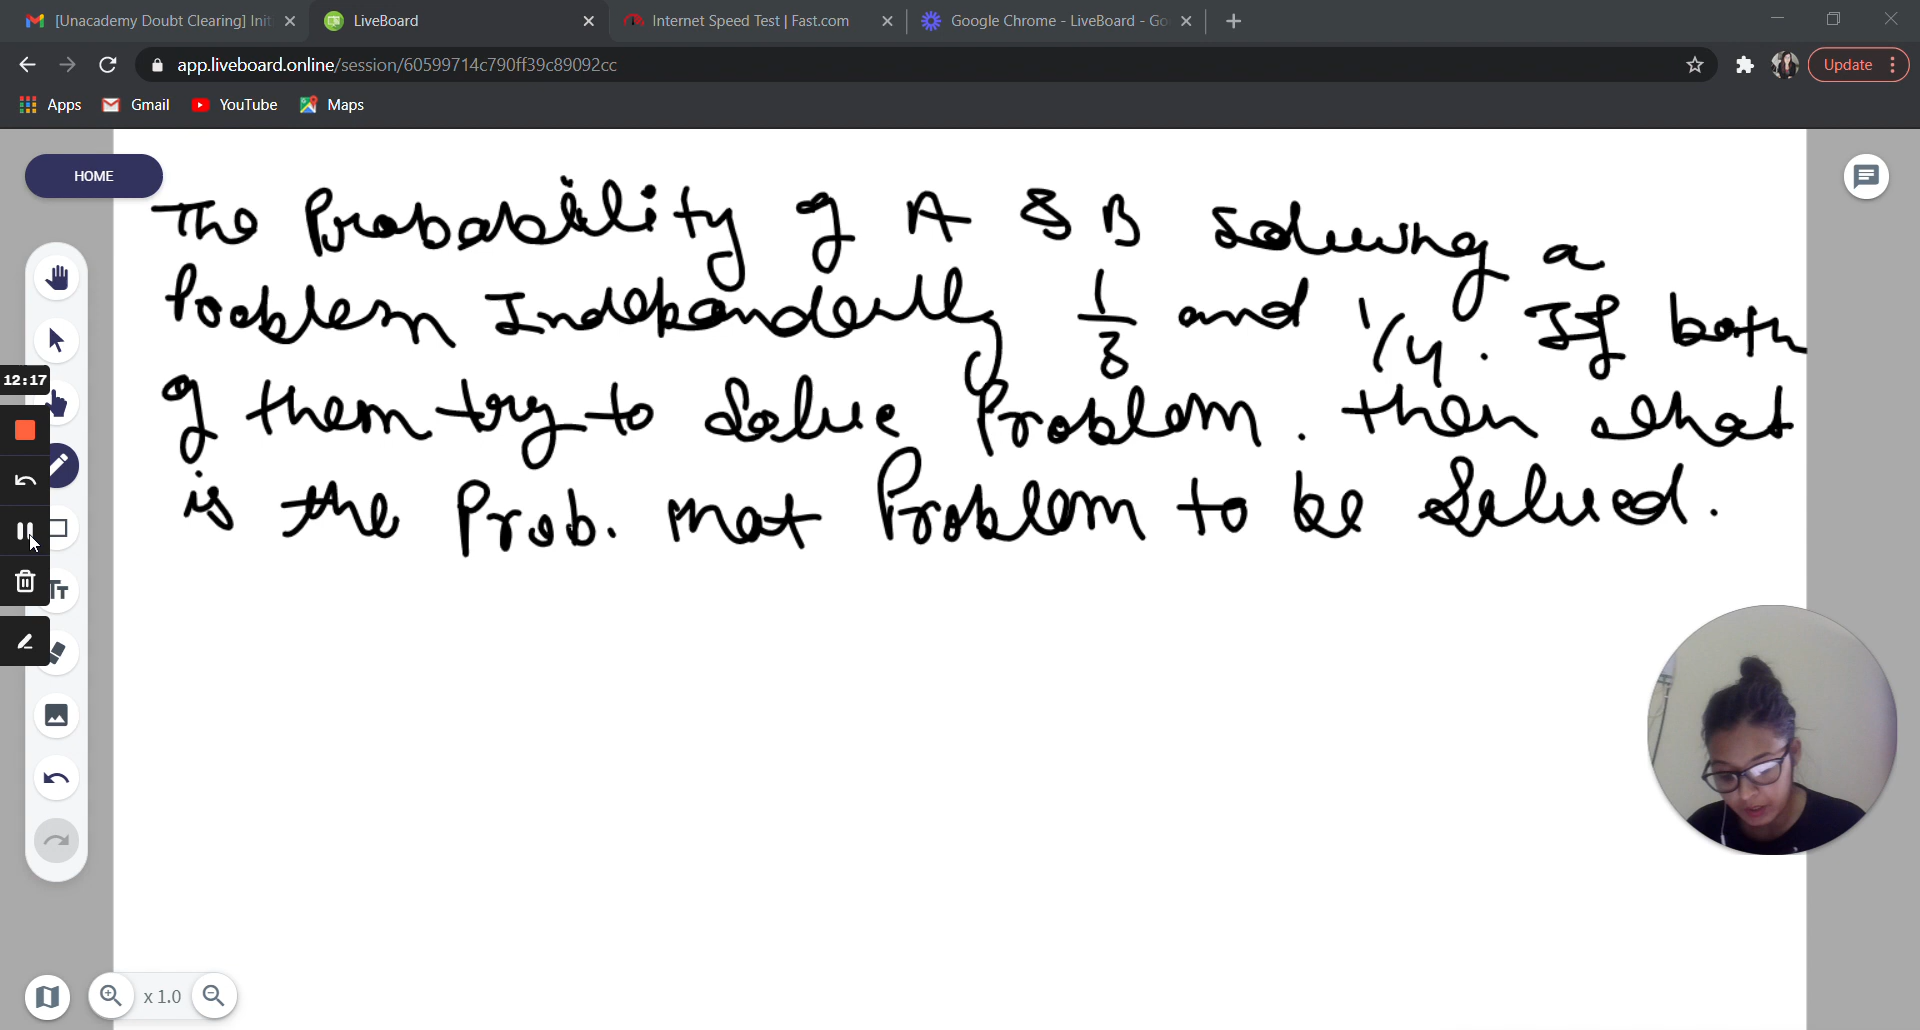 [Unacademy Doubt Clearing] Init
LiveBoard
Internet Speed Test | Fast.com
Google Chrome - LiveBoard - Go
app.liveboard.online/session/60599714c790ff39c89092cc
Update
Apps
Gmail
YouTube
Maps
HOME
The Probability of A & B Solving a
Problem Independently 1/3 and 1/4. If both
of them try to Solve Problem. then what
is the Prob. that Problem to be Solved.
12:17
Tт
x 1.0